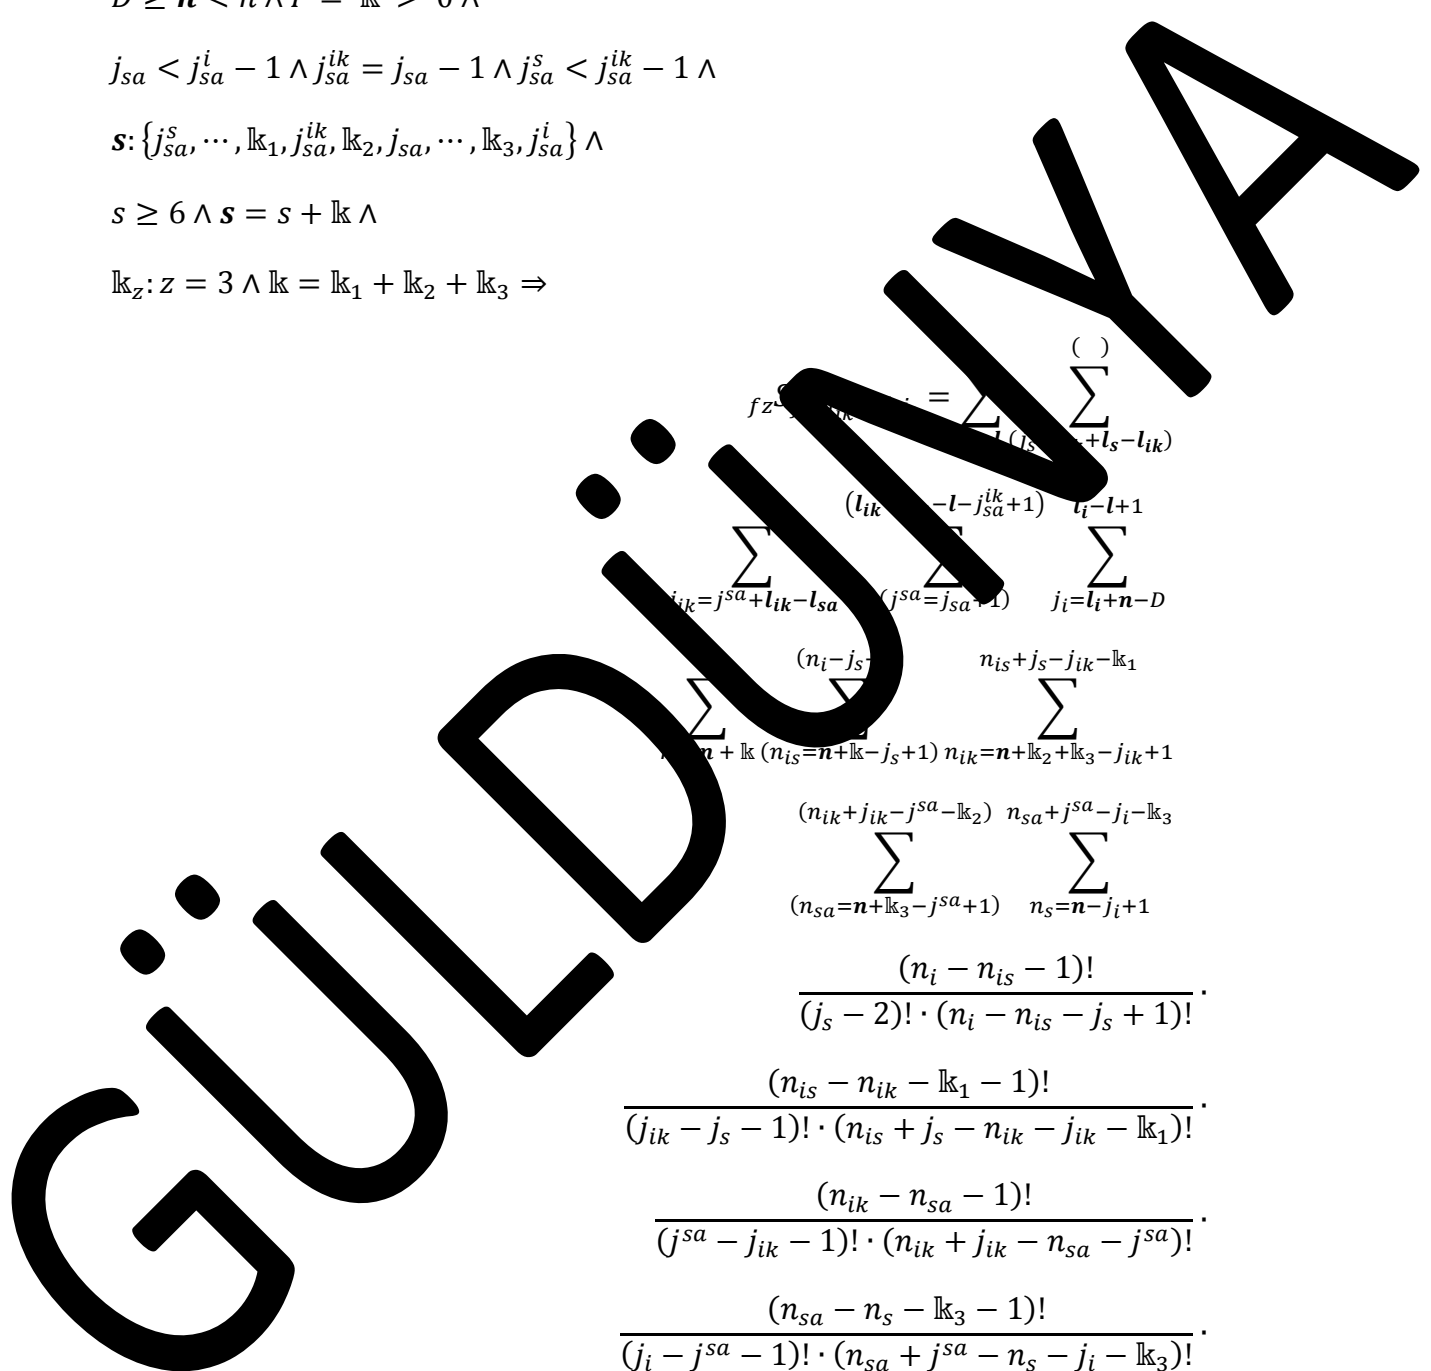 j_{sa} < j_{sa}^{i} − 1 ∧ j_{sa}^{ik} = j_{sa} − 1 ∧ j_{sa}^{s} < j_{sa}^{ik} − 1 ∧
s: {j_{sa}^{s}, ⋯, 𝕜_1, j_{sa}^{ik}, 𝕜_2, j_{sa}, ⋯, 𝕜_3, j_{sa}^{i}} ∧
s ≥ 6 ∧ s = s + 𝕜 ∧
𝕜_z: z = 3 ∧ 𝕜 = 𝕜_1 + 𝕜_2 + 𝕜_3 ⇒
( )
= ∑ ∑
+l_s−l_{ik})
−l−j_{sa}^{ik}+1) l_i−l+1
∑ ∑ ∑
j_{ik}=j^{sa}+l_{ik}−l_{sa} (j^{sa}=j_{sa}+1) j_i=l_i+n−D
(n_i−j_s n_{is}+j_s−j_{ik}−𝕜_1
∑ ∑ ∑
n + 𝕜 (n_{is}=n+𝕜−j_s+1) n_{ik}=n+𝕜_2+𝕜_3−j_{ik}+1
(n_{ik}+j_{ik}−j^{sa}−𝕜_2) n_{sa}+j^{sa}−j_i−𝕜_3
∑ ∑
(n_{sa}=n+𝕜_3−j^{sa}+1) n_s=n−j_i+1
(n_i − n_{is} − 1)!
(j_s − 2)! · (n_i − n_{is} − j_s + 1)! ·
(n_{is} − n_{ik} − 𝕜_1 − 1)!
(j_{ik} − j_s − 1)! · (n_{is} + j_s − n_{ik} − j_{ik} − 𝕜_1)! ·
(n_{ik} − n_{sa} − 1)!
(j^{sa} − j_{ik} − 1)! · (n_{ik} + j_{ik} − n_{sa} − j^{sa})! ·
(n_{sa} − n_s − 𝕜_3 − 1)!
(j_i − j^{sa} − 1)! · (n_{sa} + j^{sa} − n_s − j_i − 𝕜_3)! ·
GÜLDÜNYA